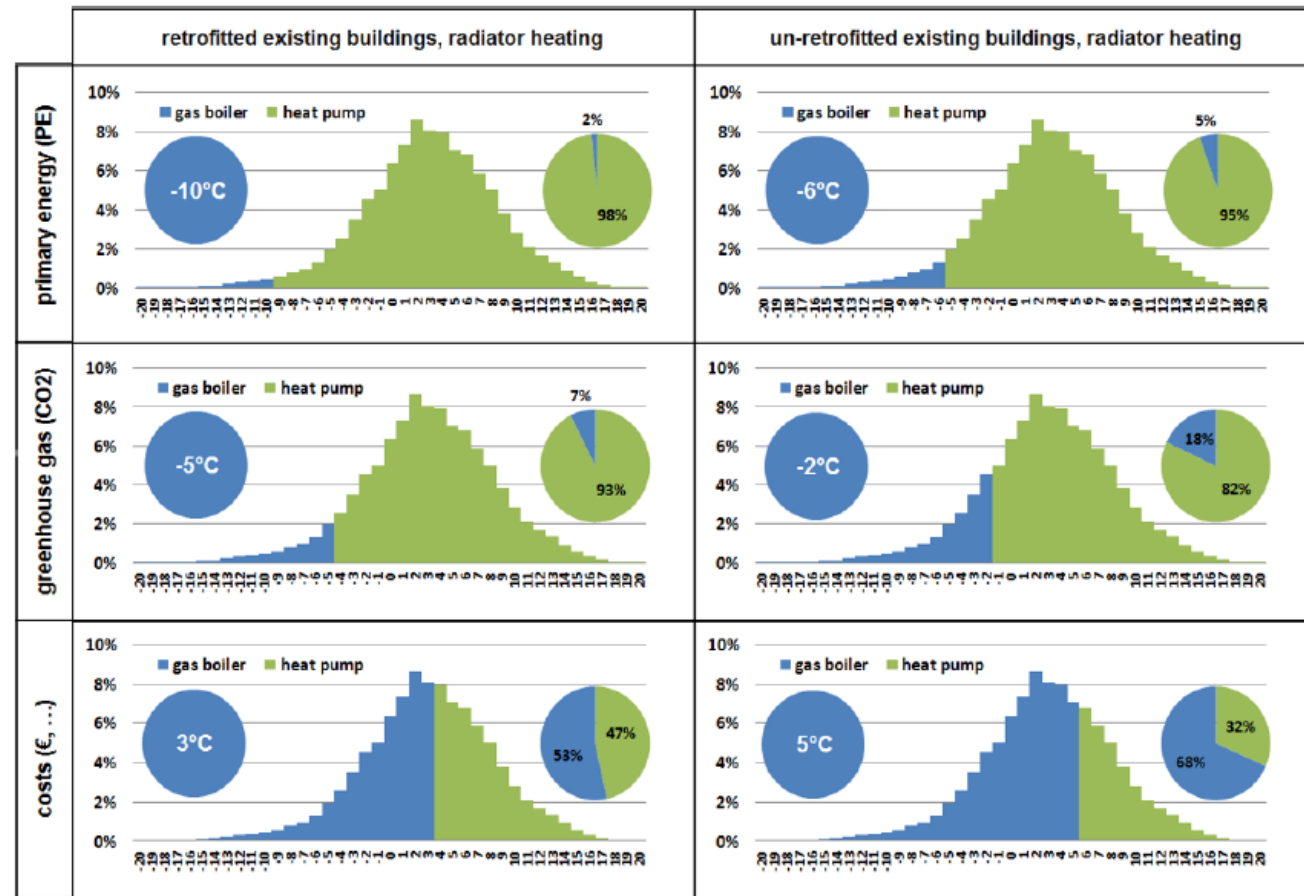 retrofitted existing buildings, radiator heating
un-retrofitted existing buildings, radiator heating
primary energy (PE)
10%
8%
6%
4%
2%
0%
gas boiler heat pump
-10°C
2%
98%
-20 -19 -18 -17 -16 -15 -14 -13 -12 -11 -10 -9 -8 -7 -6 -5 -4 -3 -2 -1 0 1 2 3 4 5 6 7 8 9 10 11 12 13 14 15 16 17 18 19 20
10%
8%
6%
4%
2%
0%
gas boiler heat pump
-6°C
5%
95%
-20 -19 -18 -17 -16 -15 -14 -13 -12 -11 -10 -9 -8 -7 -6 -5 -4 -3 -2 -1 0 1 2 3 4 5 6 7 8 9 10 11 12 13 14 15 16 17 18 19 20
greenhouse gas (CO2)
10%
8%
6%
4%
2%
0%
gas boiler heat pump
-5°C
7%
93%
-20 -19 -18 -17 -16 -15 -14 -13 -12 -11 -10 -9 -8 -7 -6 -5 -4 -3 -2 -1 0 1 2 3 4 5 6 7 8 9 10 11 12 13 14 15 16 17 18 19 20
10%
8%
6%
4%
2%
0%
gas boiler heat pump
-2°C
18%
82%
-20 -19 -18 -17 -16 -15 -14 -13 -12 -11 -10 -9 -8 -7 -6 -5 -4 -3 -2 -1 0 1 2 3 4 5 6 7 8 9 10 11 12 13 14 15 16 17 18 19 20
costs (€, ...)
10%
8%
6%
4%
2%
0%
gas boiler heat pump
3°C
47%
53%
-20 -19 -18 -17 -16 -15 -14 -13 -12 -11 -10 -9 -8 -7 -6 -5 -4 -3 -2 -1 0 1 2 3 4 5 6 7 8 9 10 11 12 13 14 15 16 17 18 19 20
10%
8%
6%
4%
2%
0%
gas boiler heat pump
5°C
32%
68%
-20 -19 -18 -17 -16 -15 -14 -13 -12 -11 -10 -9 -8 -7 -6 -5 -4 -3 -2 -1 0 1 2 3 4 5 6 7 8 9 10 11 12 13 14 15 16 17 18 19 20